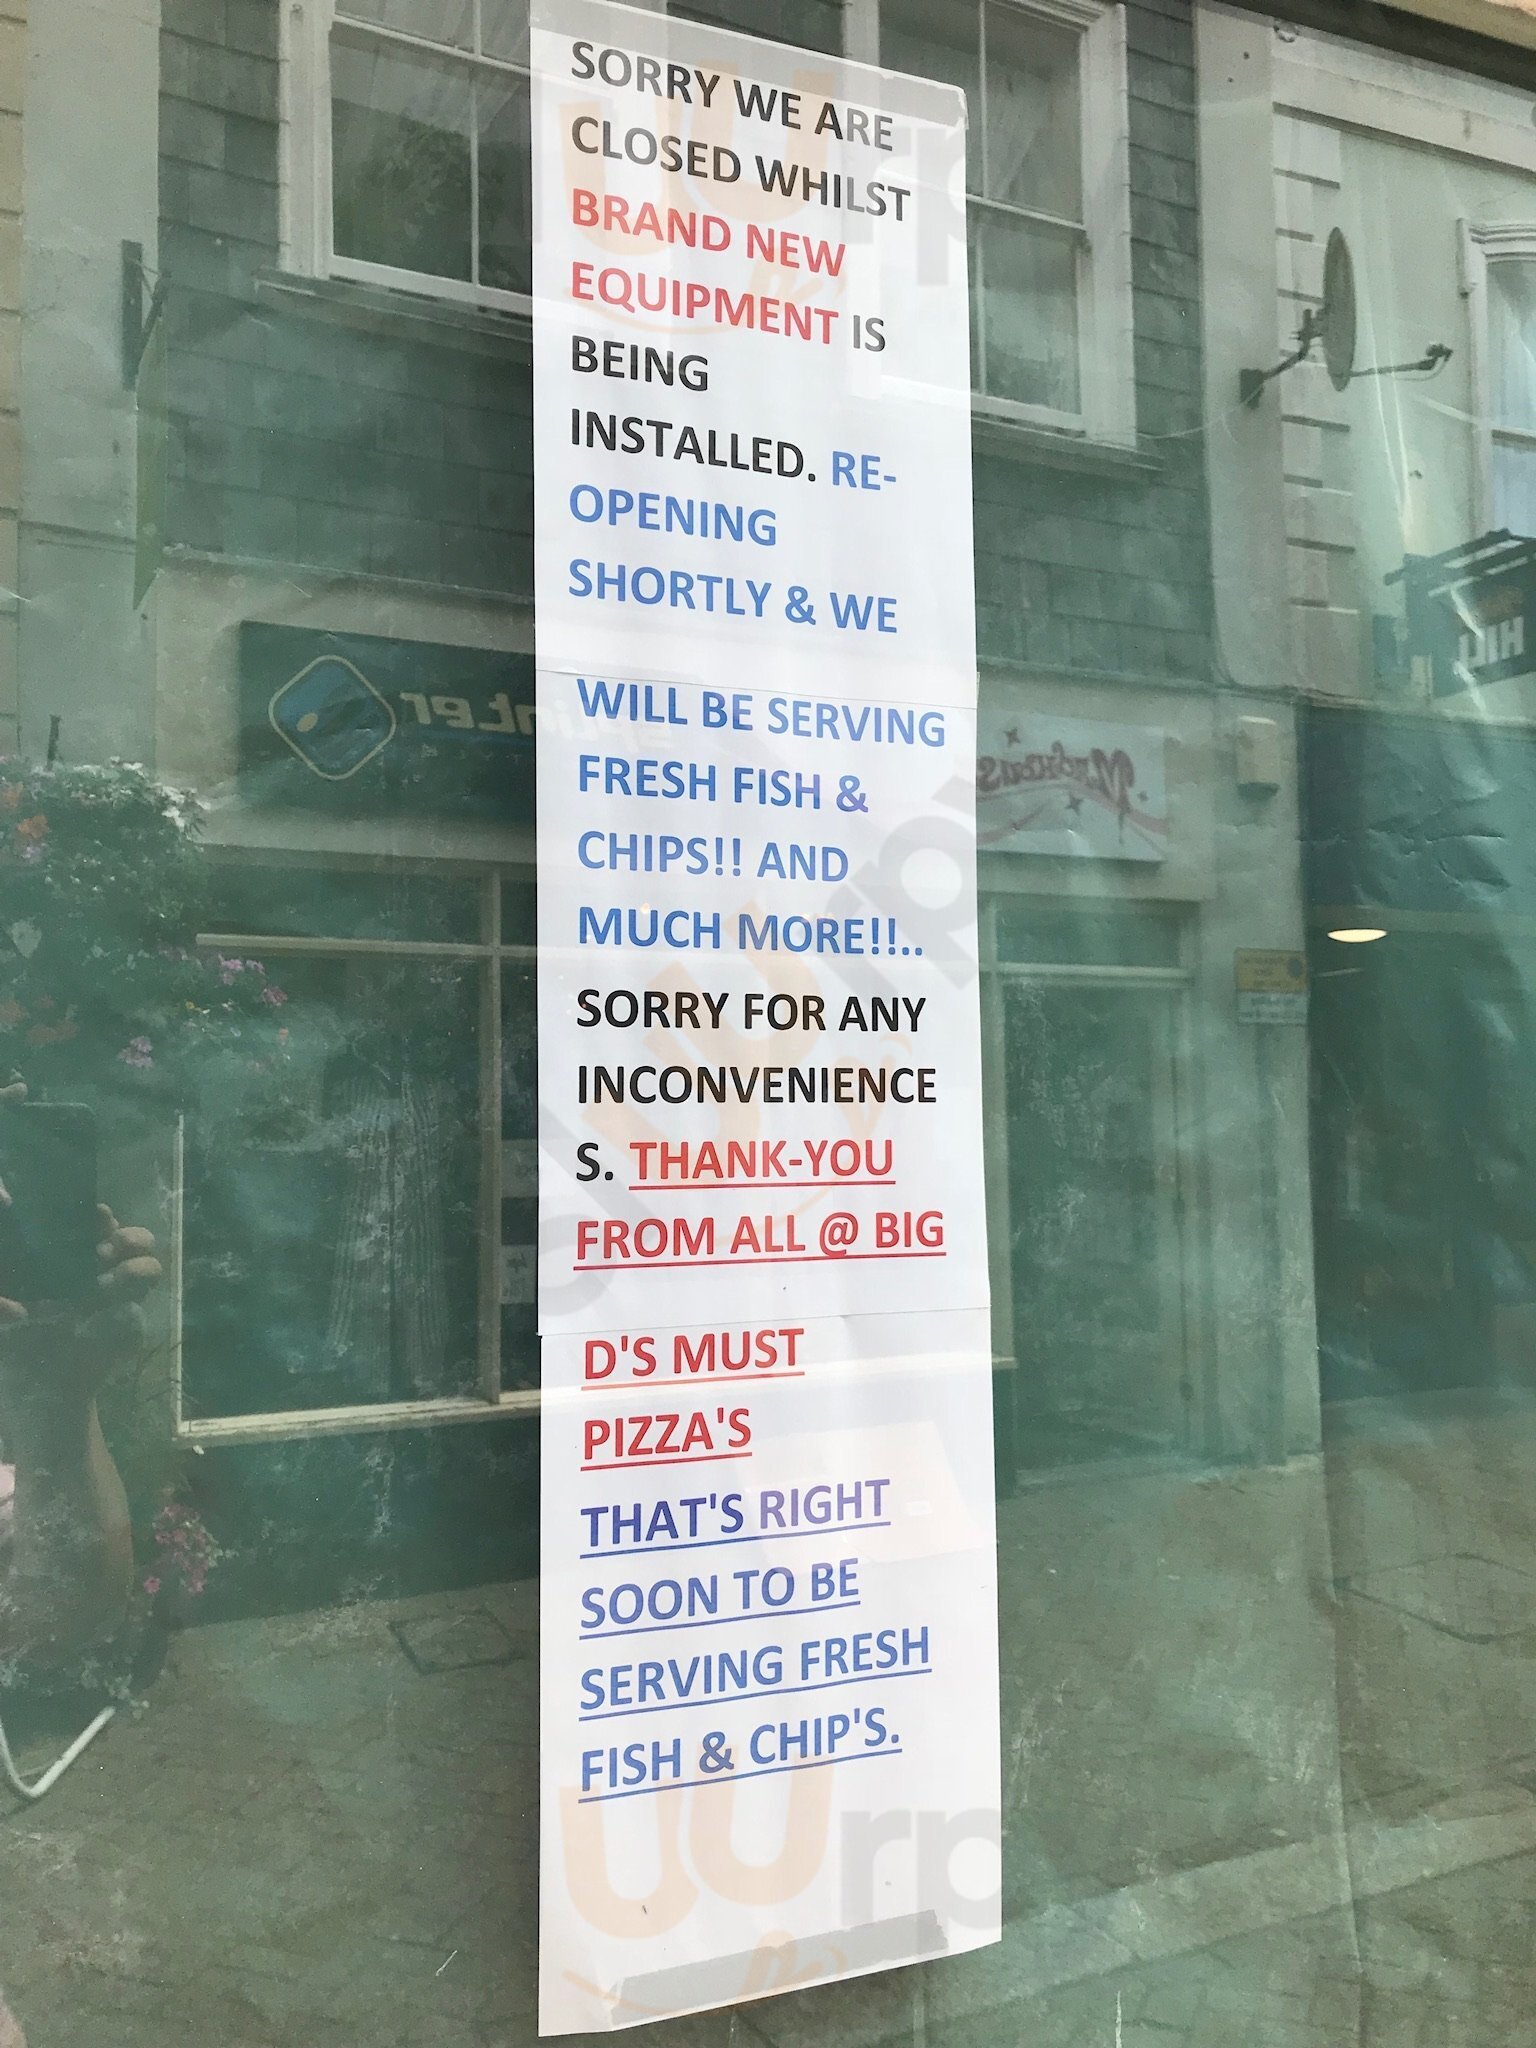 SORRY WE ARE
CLOSED WHILST
BRAND NEW
EQUIPMENT IS
BEING
INSTALLED. RE-
OPENING
SHORTLY & WE
WILL BE SERVING
FRESH FISH &
CHIPS!! AND
MUCH MORE!!..
SORRY FOR ANY
INCONVENIENCE
S. THANK-YOU
FROM ALL @ BIG
D'S MUST
PIZZA'S
THAT'S RIGHT
SOON TO BE
SERVING FRESH
FISH & CHIP'S.
HILL